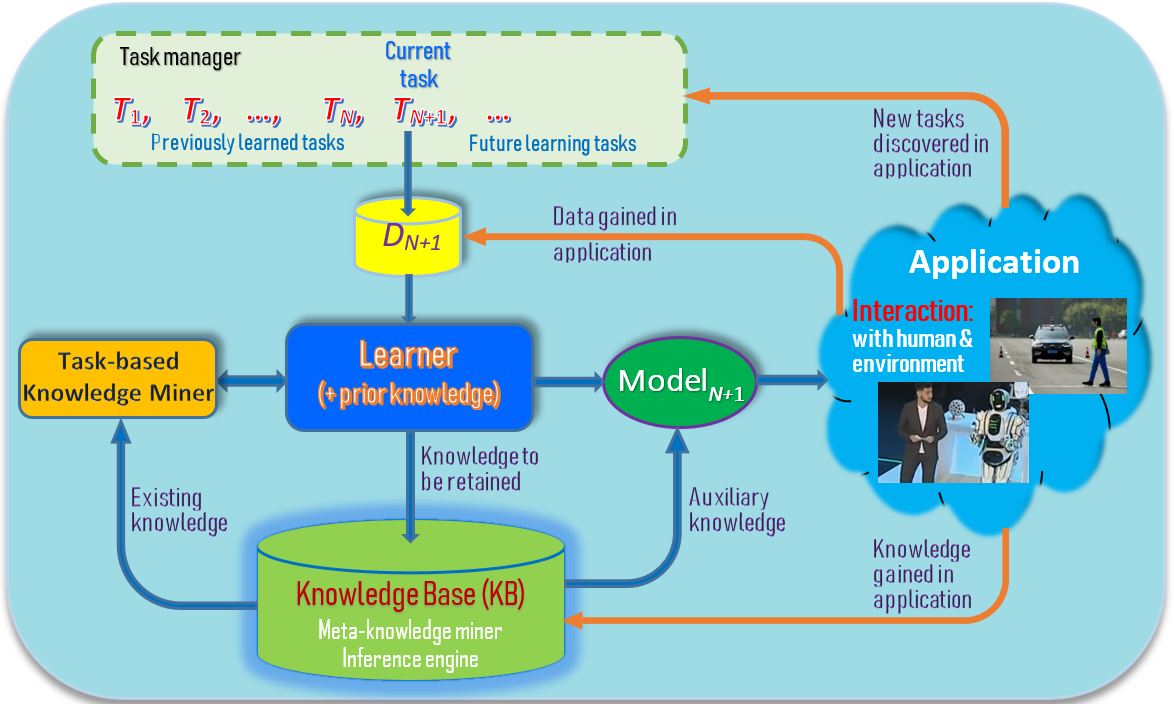 Task manager
Current
task
T1, T2, ..., TN, TN+1, ...
Previously learned tasks
Future learning tasks
New tasks
discovered in
application
DN+1
Data gained in
application
Application
Interaction:
with human &
environment
Task-based
Knowledge Miner
Learner
(+ prior knowledge)
ModelN+1
Knowledge to
be retained
Existing
knowledge
Auxiliary
knowledge
Knowledge
gained in
application
Knowledge Base (KB)
Meta-knowledge miner
Inference engine